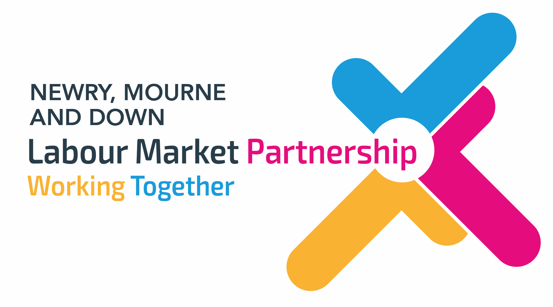 NEWRY, MOURNE
AND DOWN
Labour Market Partnership
Working Together